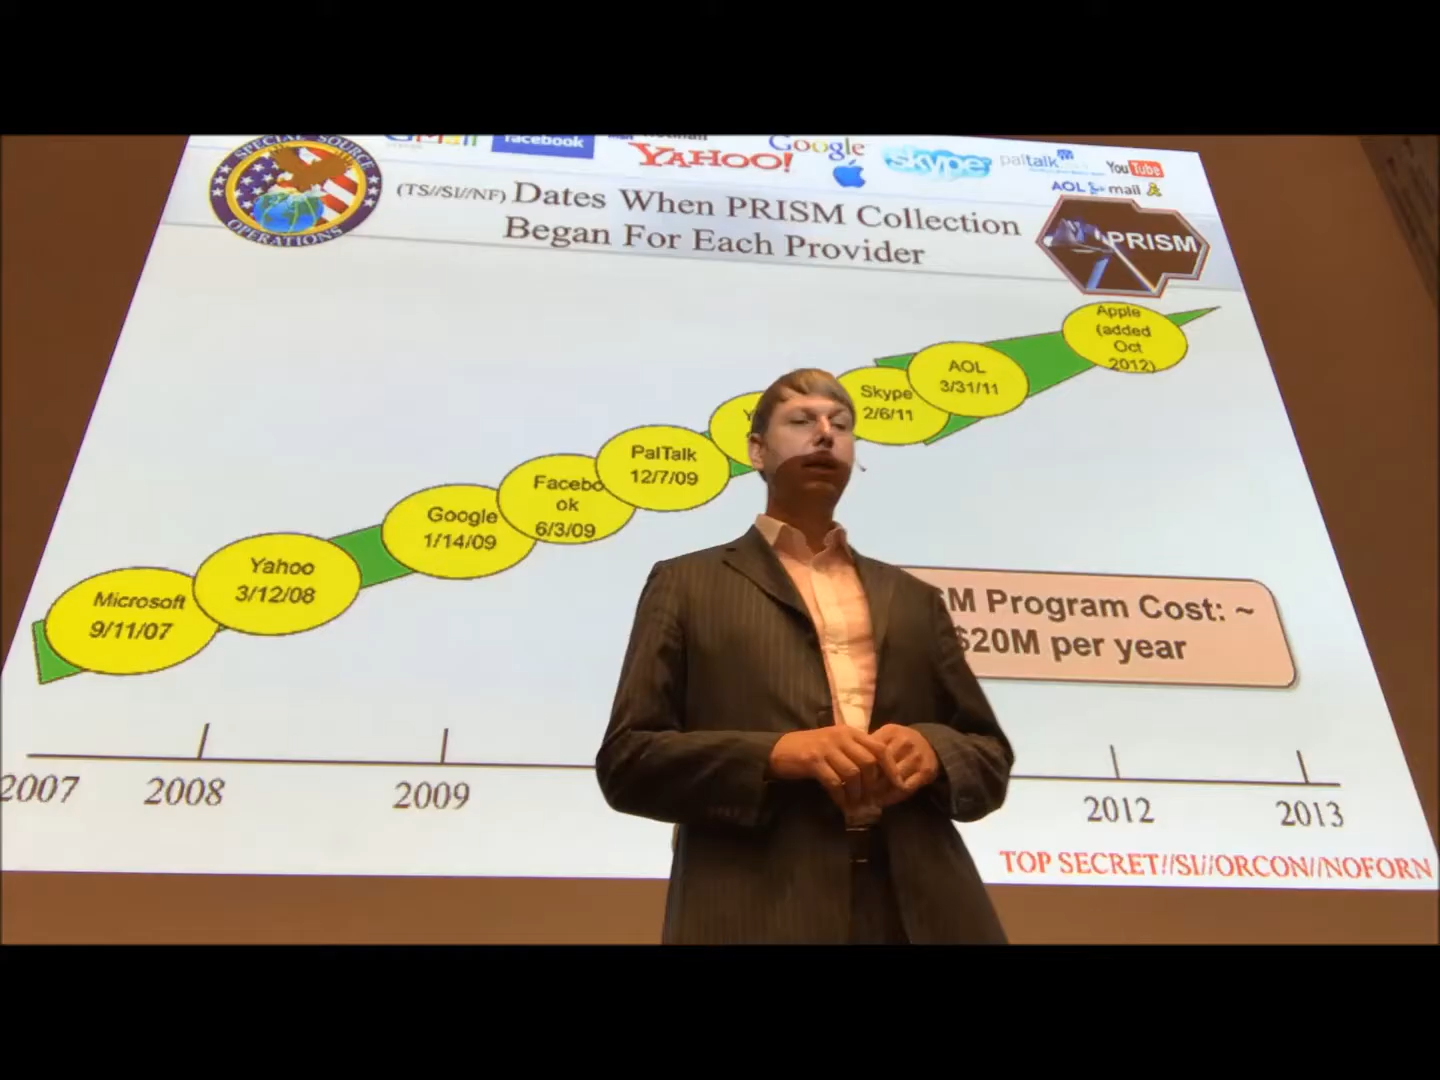 SPECIAL SOURCE
OPERATIONS
facebook
YAHOO!
Google
skype
paltalk
YouTube
AOL mail
(TS//SI//NF) Dates When PRISM Collection
Began For Each Provider
PRISM
Apple
(added
Oct
2012)
AOL
3/31/11
Skype
2/6/11
PalTalk
12/7/09
Facebo
ok
6/3/09
Google
1/14/09
Yahoo
3/12/08
Microsoft
9/11/07
Program Cost: ~
$20M per year
2007 2008 2009 2012 2013
TOP SECRET//SI//ORCON//NOFORN